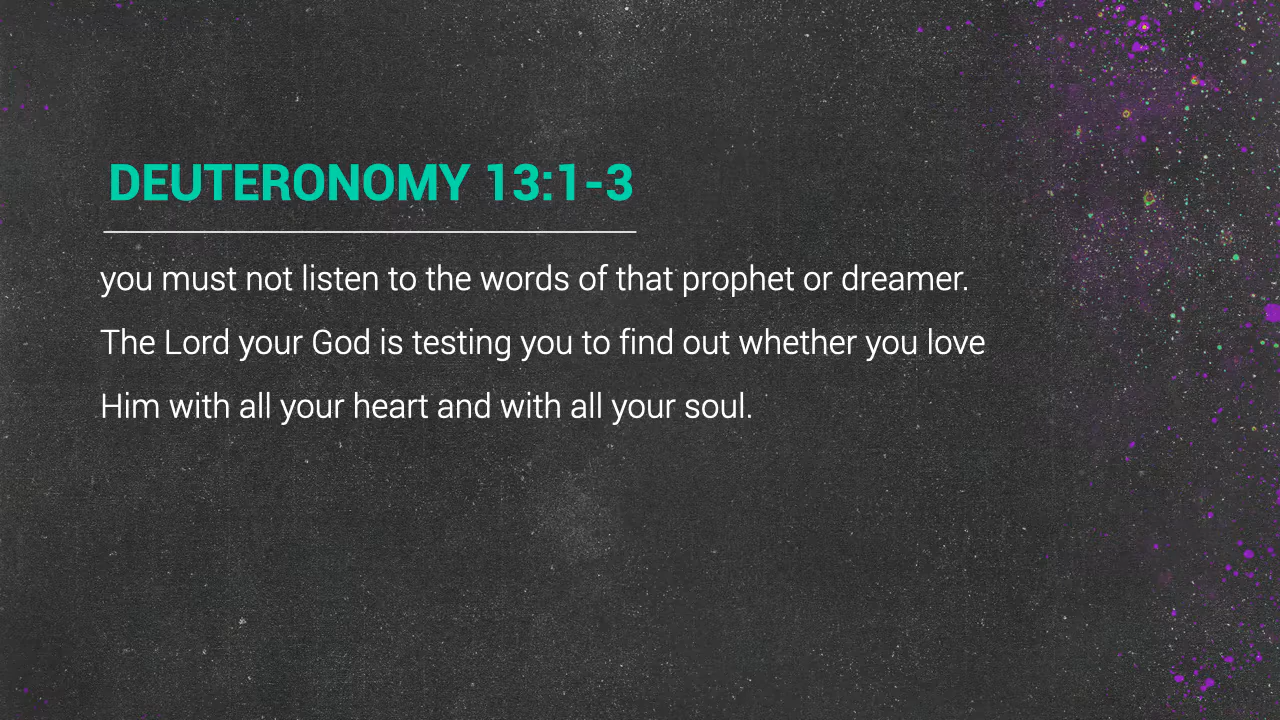 DEUTERONOMY 13:1-3
you must not listen to the words of that prophet or dreamer.
The Lord your God is testing you to find out whether you love
Him with all your heart and with all your soul.